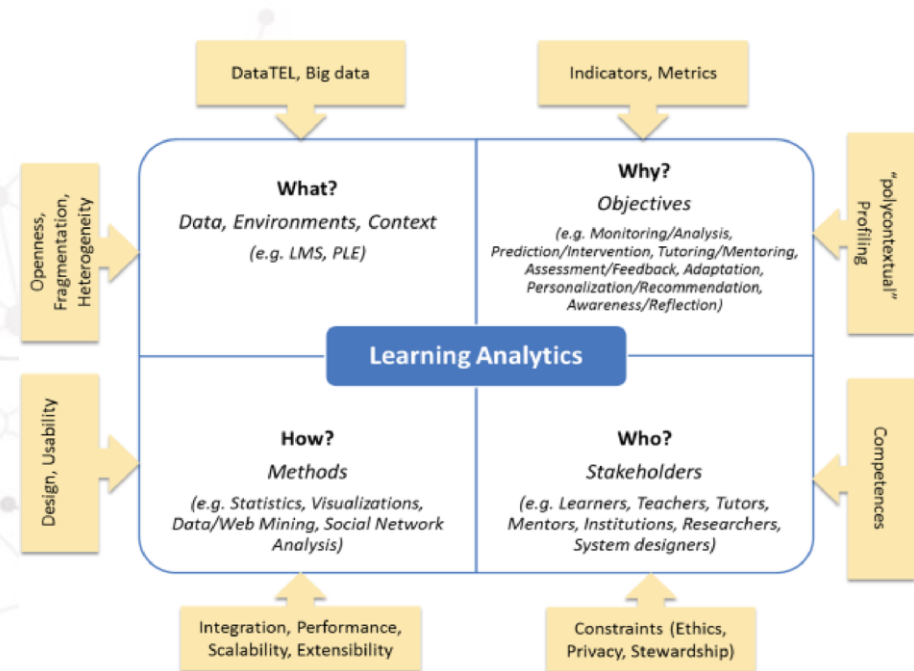 DataTEL, Big data
Indicators, Metrics
Openness,
Fragmentation,
Heterogeneity
What?
Data, Environments, Context
(e.g. LMS, PLE)
Why?
Objectives
(e.g. Monitoring/Analysis,
Prediction/Intervention, Tutoring/Mentoring,
Assessment/Feedback, Adaptation,
Personalization/Recommendation,
Awareness/Reflection)
"polycontextual"
Profiling
Learning Analytics
Design, Usability
How?
Methods
(e.g. Statistics, Visualizations,
Data/Web Mining, Social Network
Analysis)
Who?
Stakeholders
(e.g. Learners, Teachers, Tutors,
Mentors, Institutions, Researchers,
System designers)
Competences
Integration, Performance,
Scalability, Extensibility
Constraints (Ethics,
Privacy, Stewardship)